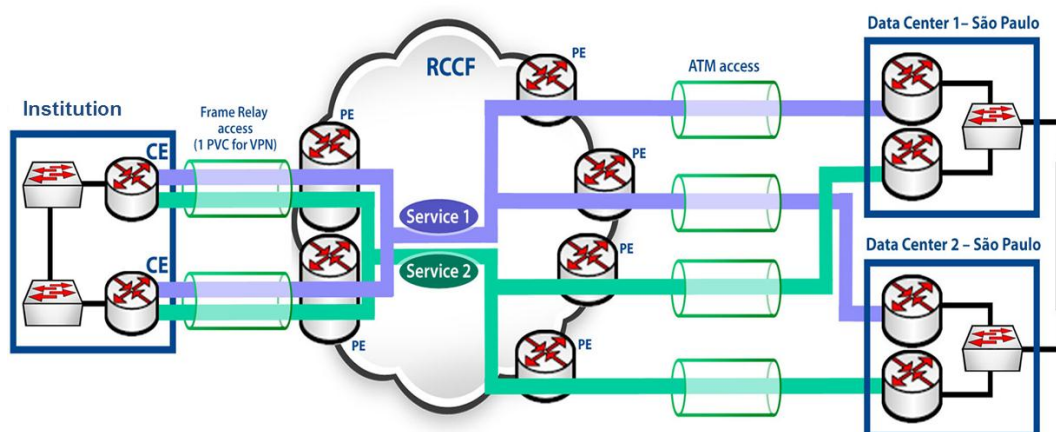 Institution
CE
CE
Frame Relay
access
(1 PVC for VPN)
PE
PE
RCCF
Service 1
Service 2
PE
PE
PE
PE
ATM access
Data Center 1– São Paulo
Data Center 2 – São Paulo